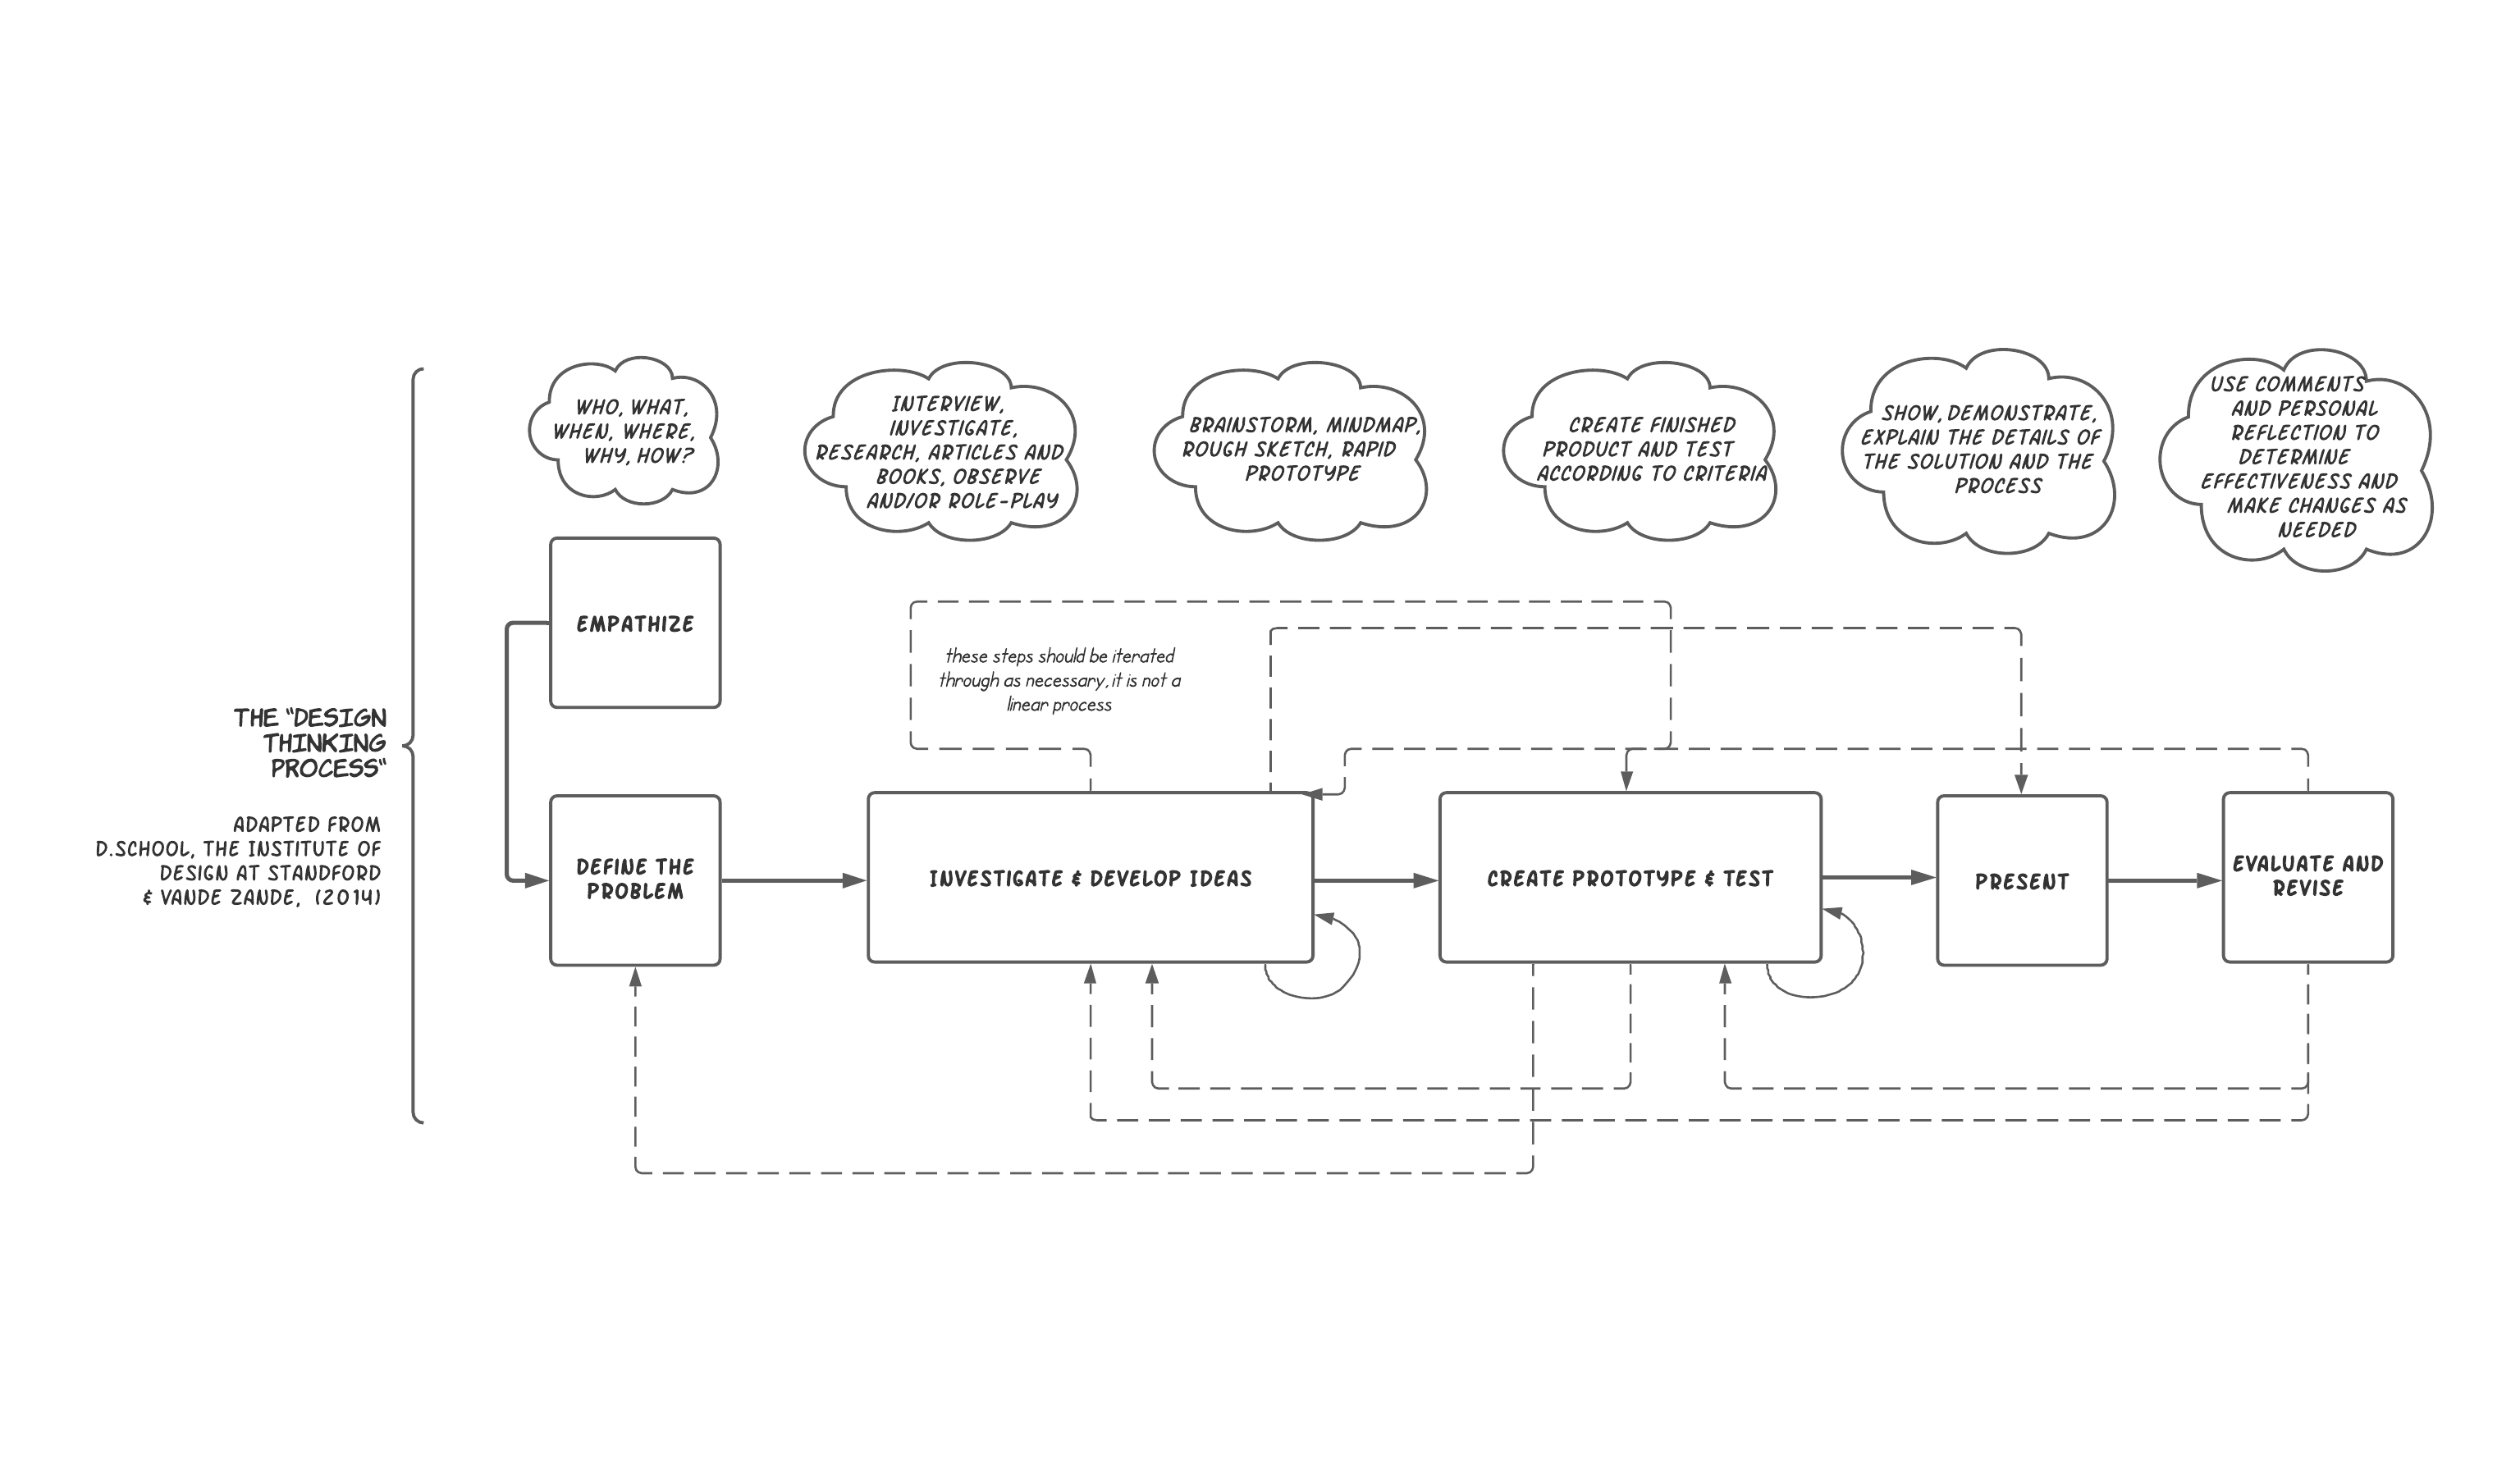 WHO, WHAT,
WHEN, WHERE,
WHY, HOW?
INTERVIEW,
INVESTIGATE,
RESEARCH, ARTICLES AND
BOOKS, OBSERVE
AND/OR ROLE-PLAY
BRAINSTORM, MINDMAP,
ROUGH SKETCH, RAPID
PROTOTYPE
CREATE FINISHED
PRODUCT AND TEST
ACCORDING TO CRITERIA
SHOW, DEMONSTRATE,
EXPLAIN THE DETAILS OF
THE SOLUTION AND THE
PROCESS
USE COMMENTS
AND PERSONAL
REFLECTION TO
DETERMINE
EFFECTIVENESS AND
MAKE CHANGES AS
NEEDED
EMPATHIZE
these steps should be iterated
through as necessary, it is not a
linear process
THE "DESIGN
THINKING
PROCESS"
ADAPTED FROM
D.SCHOOL, THE INSTITUTE OF
DESIGN AT STANDFORD
& VANDE ZANDE, (2014)
DEFINE THE
PROBLEM
INVESTIGATE & DEVELOP IDEAS
CREATE PROTOTYPE & TEST
PRESENT
EVALUATE AND
REVISE